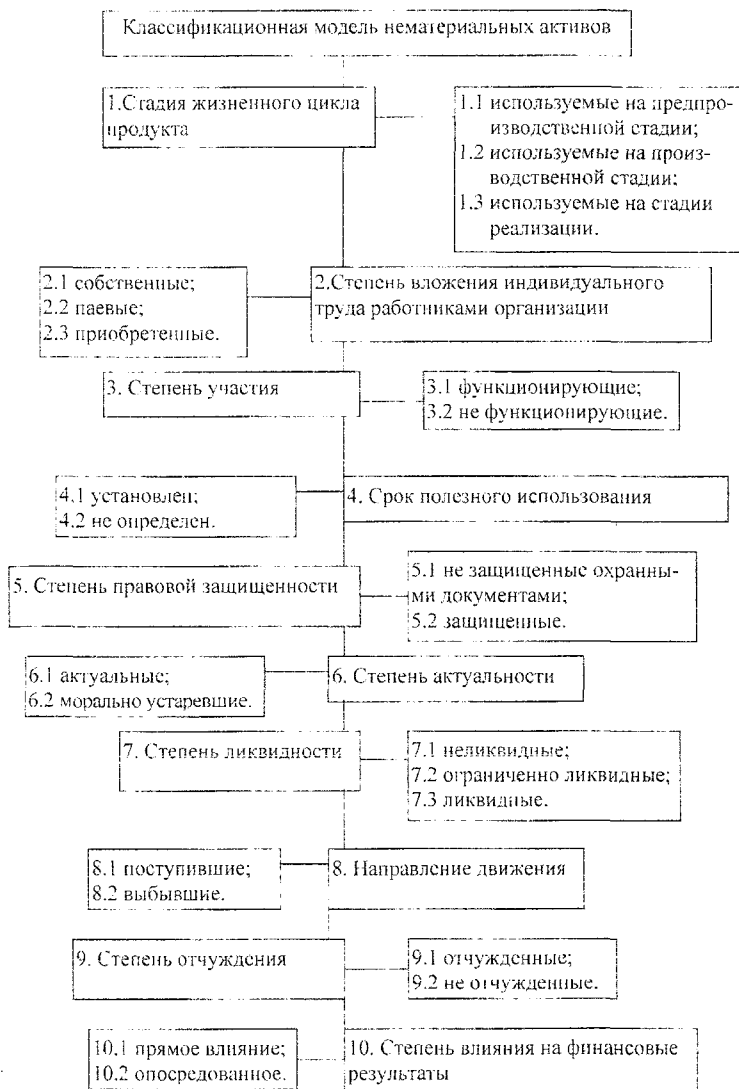 Классификационная модель нематериальных активов
1.Стадия жизненного цикла
продукта
1.1 используемые на предпро-
изводственной стадии;
1.2 используемые на произ-
водственной стадии;
1.3 используемые на стадии
реализации.
2.1 собственные;
2.2 паевые;
2.3 приобретенные.
2.Степень вложения индивидуального
труда работниками организации
3. Степень участия
3.1 функционирующие;
3.2 не функционирующие.
4.1 установлен;
4.2 не определен.
4. Срок полезного использования
5. Степень правовой защищенности
5.1 не защищенные охранны-
ми документами;
5.2 защищенные.
6.1 актуальные;
6.2 морально устаревшие.
6. Степень актуальности
7. Степень ликвидности
7.1 неликвидные;
7.2 ограниченно ликвидные;
7.3 ликвидные.
8.1 поступившие;
8.2 выбывшие.
8. Направление движения
9. Степень отчуждения
9.1 отчужденные;
9.2 не отчужденные.
10.1 прямое влияние;
10.2 опосредованное.
10. Степень влияния на финансовые
результаты